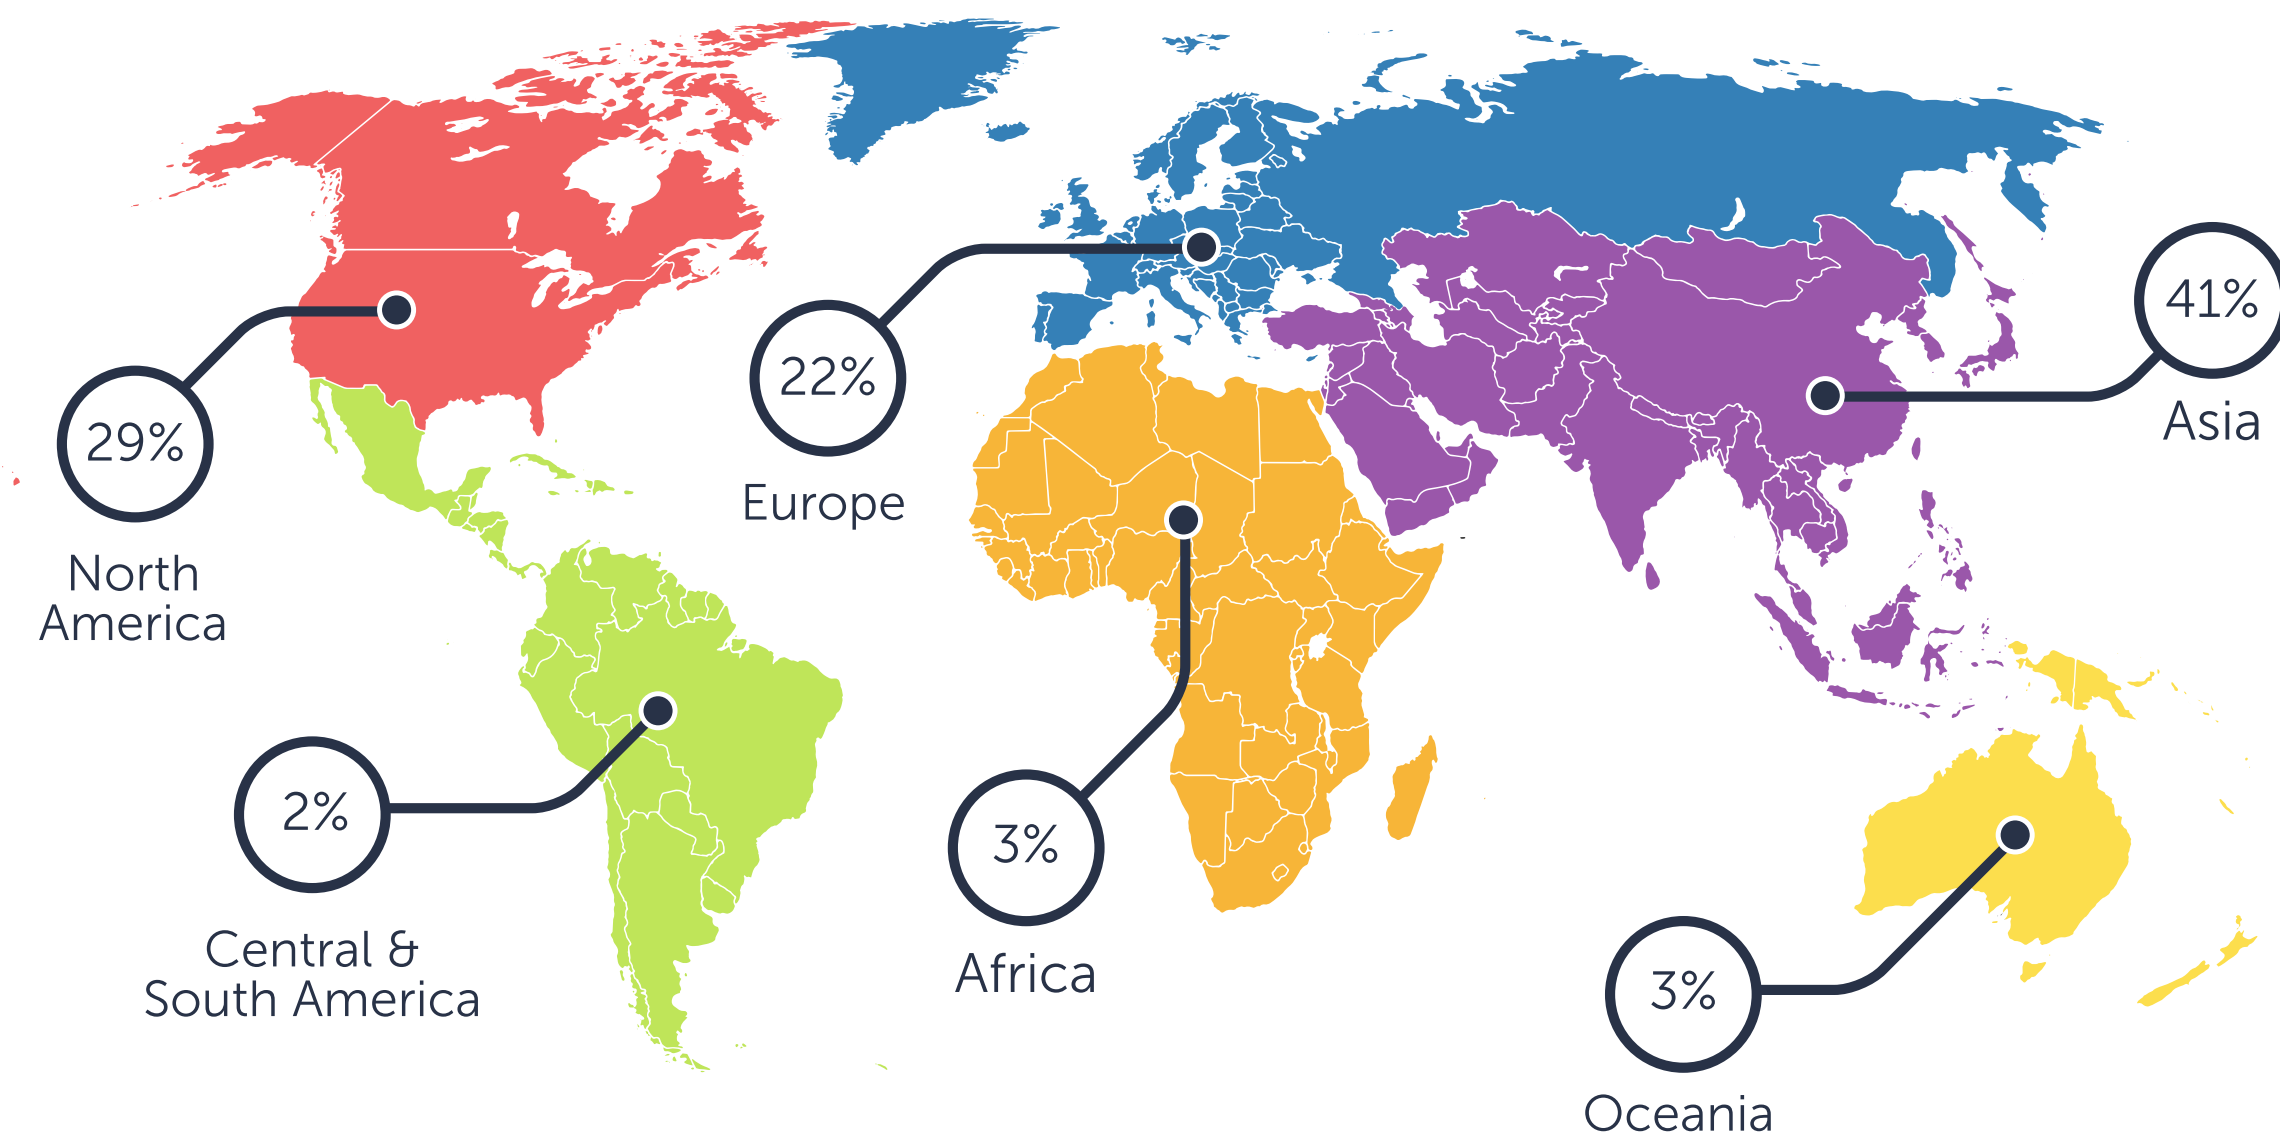 29%
North
America
22%
Europe
41%
Asia
2%
Central &
South America
3%
Africa
3%
Oceania